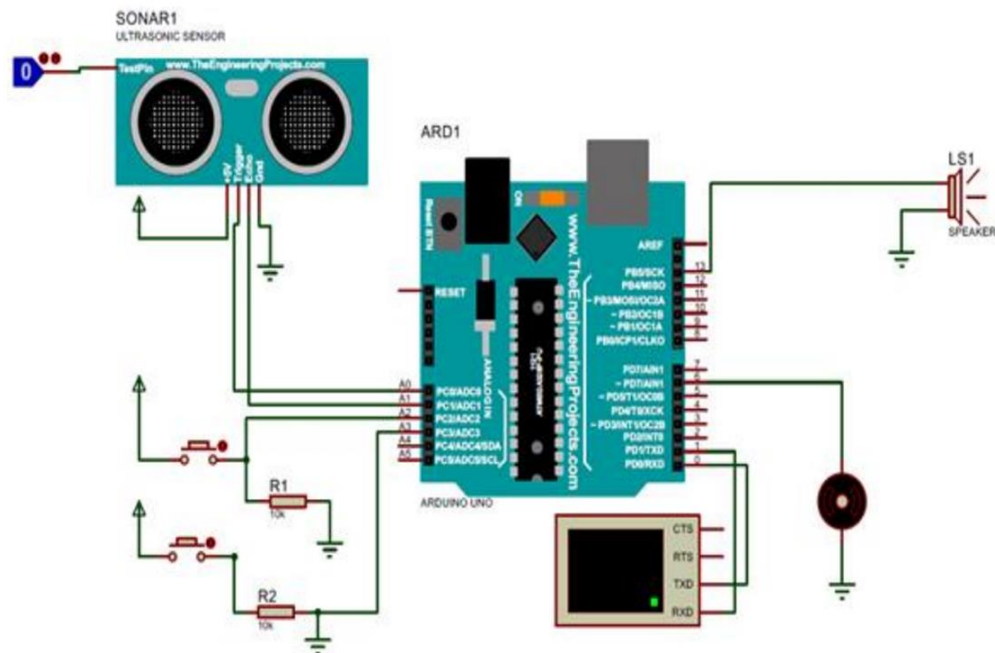 SONAR1
ULTRASONIC SENSOR
0
TestPin
www.TheEngineeringProjects.com
+5V
Trigger
Echo
Gnd
ARD1
Reset BTN
ON
www.TheEngineeringProjects.com
ANALOG IN
RESET
AREF
PB5/SCK
13
PB4/MISO
12
~PB3/MOSI/OC2A
11
~PB2/OC1B
10
~PB1/OC1A
9
PB0/ICP1/CLKO
8
PD7/AIN1
7
~PD7/AIN1
6
~PD5/T1/OC0B
5
PD4/T0/XCK
4
~PD3/INT1/OC2B
3
PD2/INT0
2
PD1/TXD
1
PD0/RXD
0
A0
PC0/ADC0
A1
PC1/ADC1
A2
PC2/ADC2
A3
PC3/ADC3
A4
PC4/ADC4/SDA
A5
PC5/ADC5/SCL
ARDUINO UNO
LS1
SPEAKER
R1
10k
R2
10k
CTS
RTS
TXD
RXD